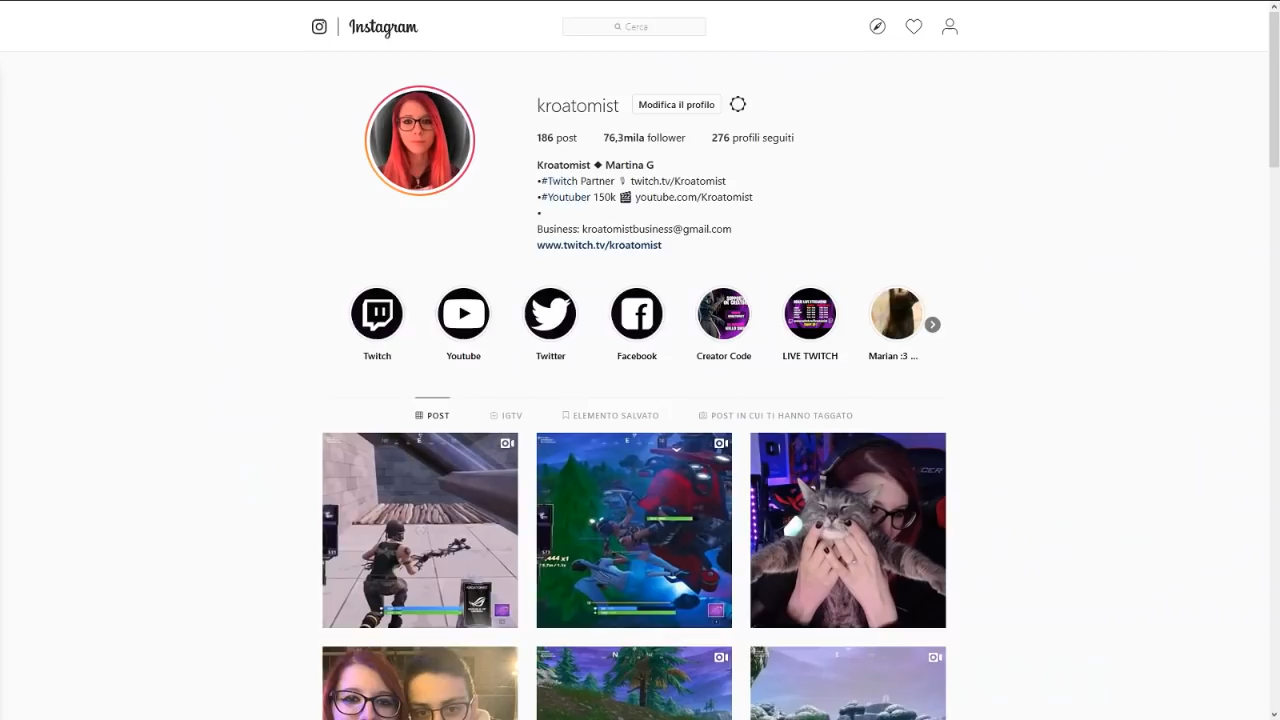 Instagram
Cerca
kroatomist Modifica il profilo
186 post 76,3mila follower 276 profili seguiti
Kroatomist ◆ Martina G
•#Twitch Partner 🎙 twitch.tv/Kroatomist
•#Youtuber 150k 🎬 youtube.com/Kroatomist
•
Business: kroatomistbusiness@gmail.com
www.twitch.tv/kroatomist
Twitch Youtube Twitter Facebook Creator Code LIVE TWITCH Marian :3 ...
POST IGTV ELEMENTO SALVATO POST IN CUI TI HANNO TAGGATO